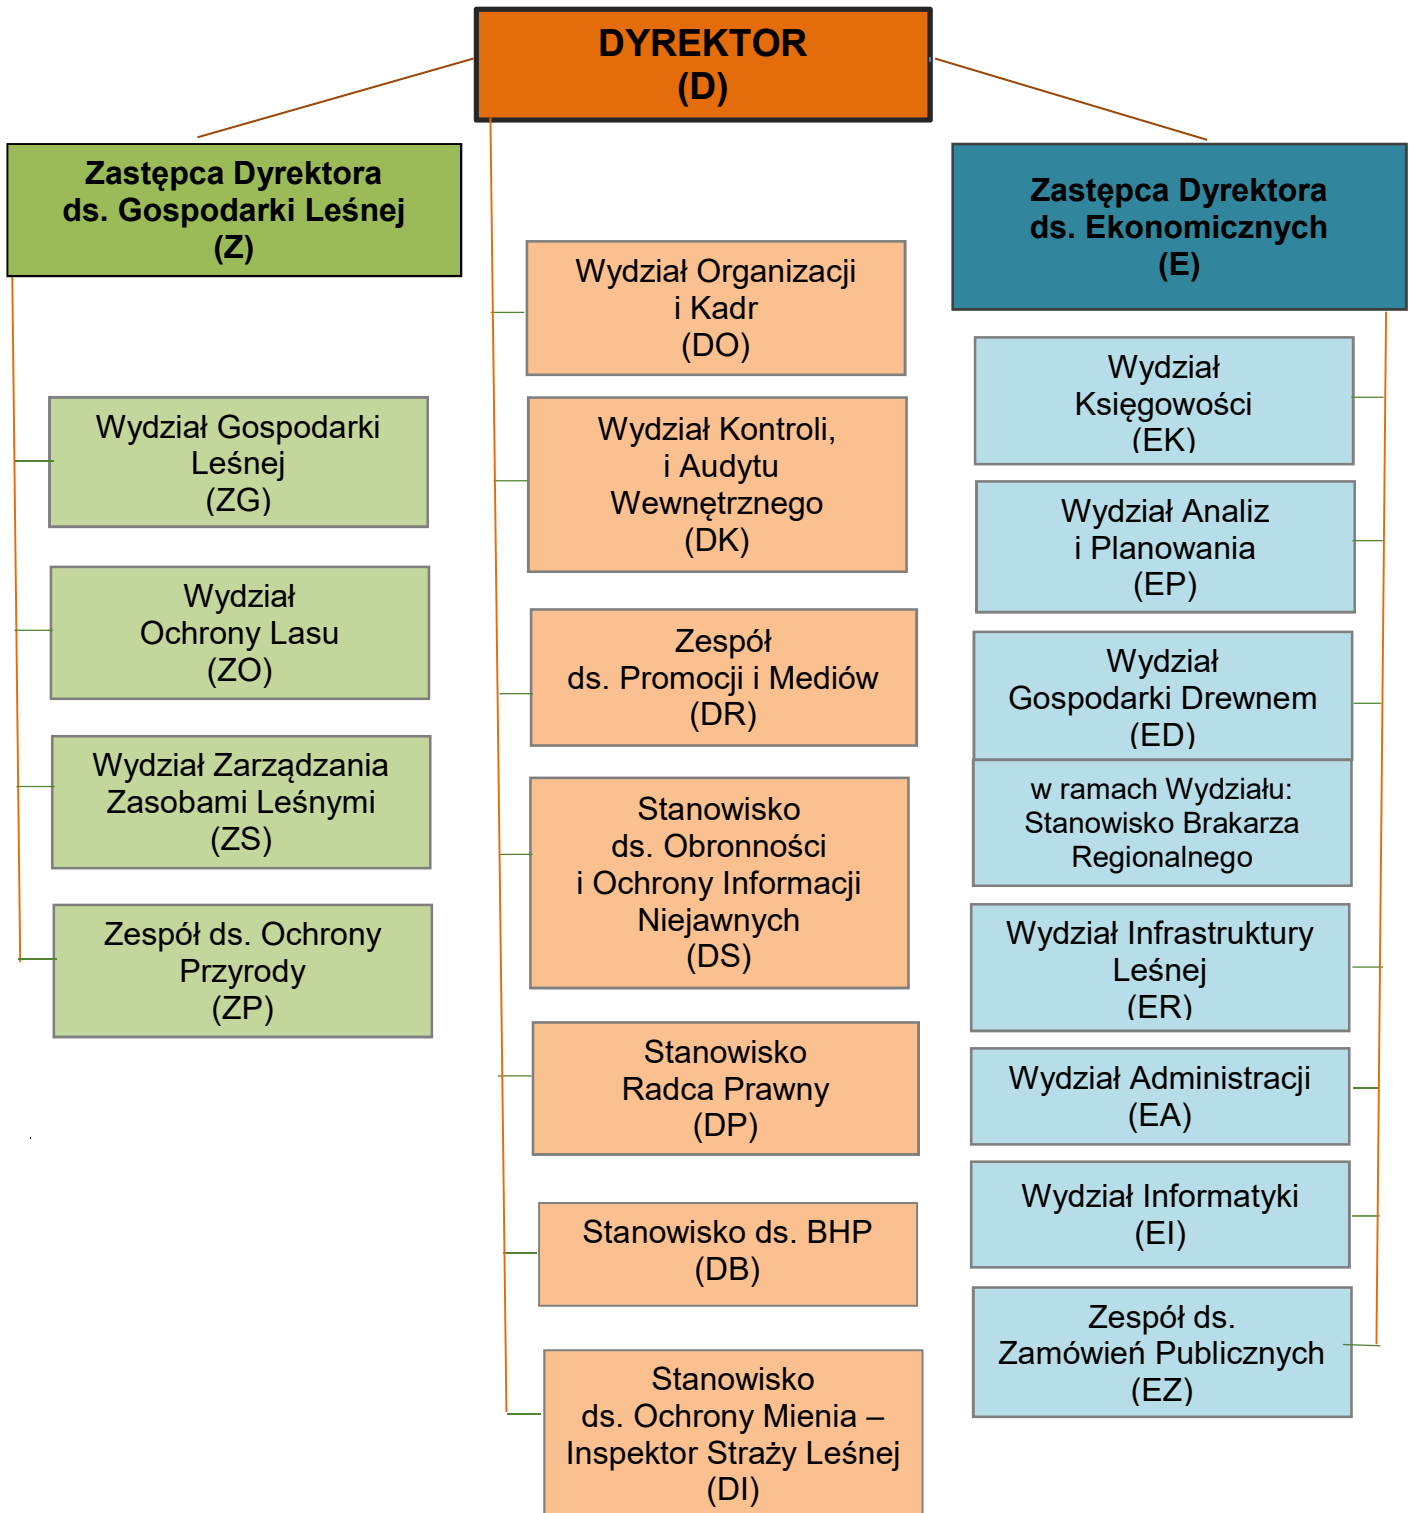 DYREKTOR
(D)
Zastępca Dyrektora
ds. Gospodarki Leśnej
(Z)
Wydział Gospodarki
Leśnej
(ZG)
Wydział
Ochrony Lasu
(ZO)
Wydział Zarządzania
Zasobami Leśnymi
(ZS)
Zespół ds. Ochrony
Przyrody
(ZP)
Wydział Organizacji
i Kadr
(DO)
Wydział Kontroli,
i Audytu
Wewnętrznego
(DK)
Zespół
ds. Promocji i Mediów
(DR)
Stanowisko
ds. Obronności
i Ochrony Informacji
Niejawnych
(DS)
Stanowisko
Radca Prawny
(DP)
Stanowisko ds. BHP
(DB)
Stanowisko
ds. Ochrony Mienia –
Inspektor Straży Leśnej
(DI)
Zastępca Dyrektora
ds. Ekonomicznych
(E)
Wydział
Księgowości
(EK)
Wydział Analiz
i Planowania
(EP)
Wydział
Gospodarki Drewnem
(ED)
w ramach Wydziału:
Stanowisko Brakarza
Regionalnego
Wydział Infrastruktury
Leśnej
(ER)
Wydział Administracji
(EA)
Wydział Informatyki
(EI)
Zespół ds.
Zamówień Publicznych
(EZ)